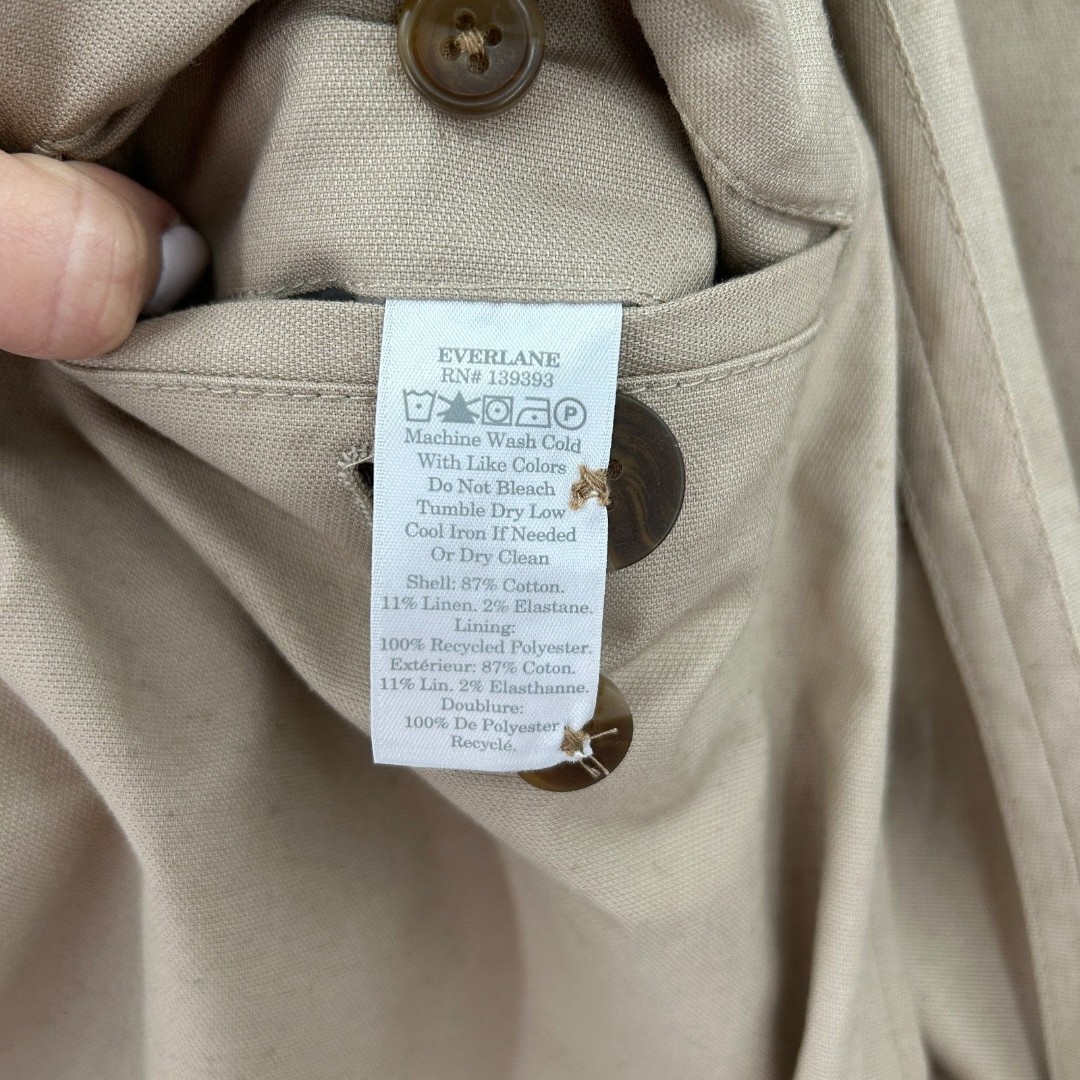 EVERLANE
RN# 139393
P
Machine Wash Cold
With Like Colors
Do Not Bleach
Tumble Dry Low
Cool Iron If Needed
Or Dry Clean
Shell: 87% Cotton.
11% Linen. 2% Elastane.
Lining:
100% Recycled Polyester.
Extérieur: 87% Coton.
11% Lin. 2% Elasthanne.
Doublure:
100% De Polyester
Recyclé.